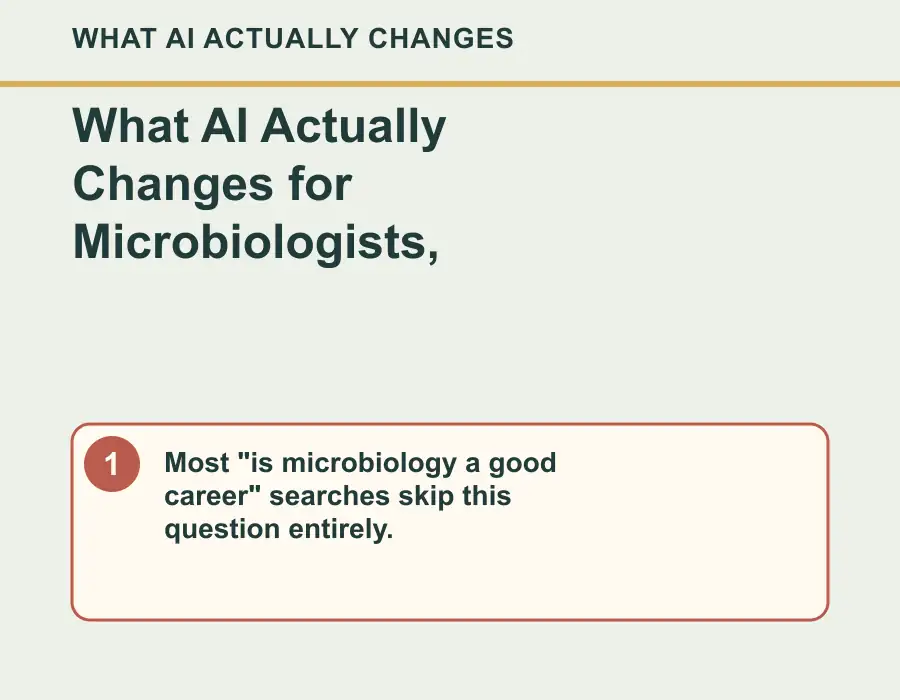 WHAT AI ACTUALLY CHANGES
What AI Actually
Changes for
Microbiologists,
1
Most "is microbiology a good
career" searches skip this
question entirely.